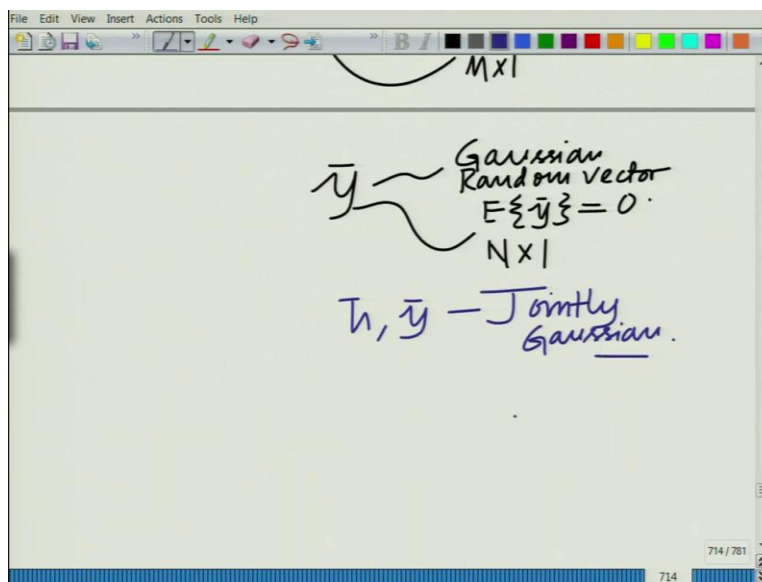 File Edit View Insert Actions Tools Help
B I
M×1
ȳ
Gaussian
Random vector
E{ȳ} = 0.
N×1
h̄, ȳ — Jointly
Gaussian.
714 / 781
714